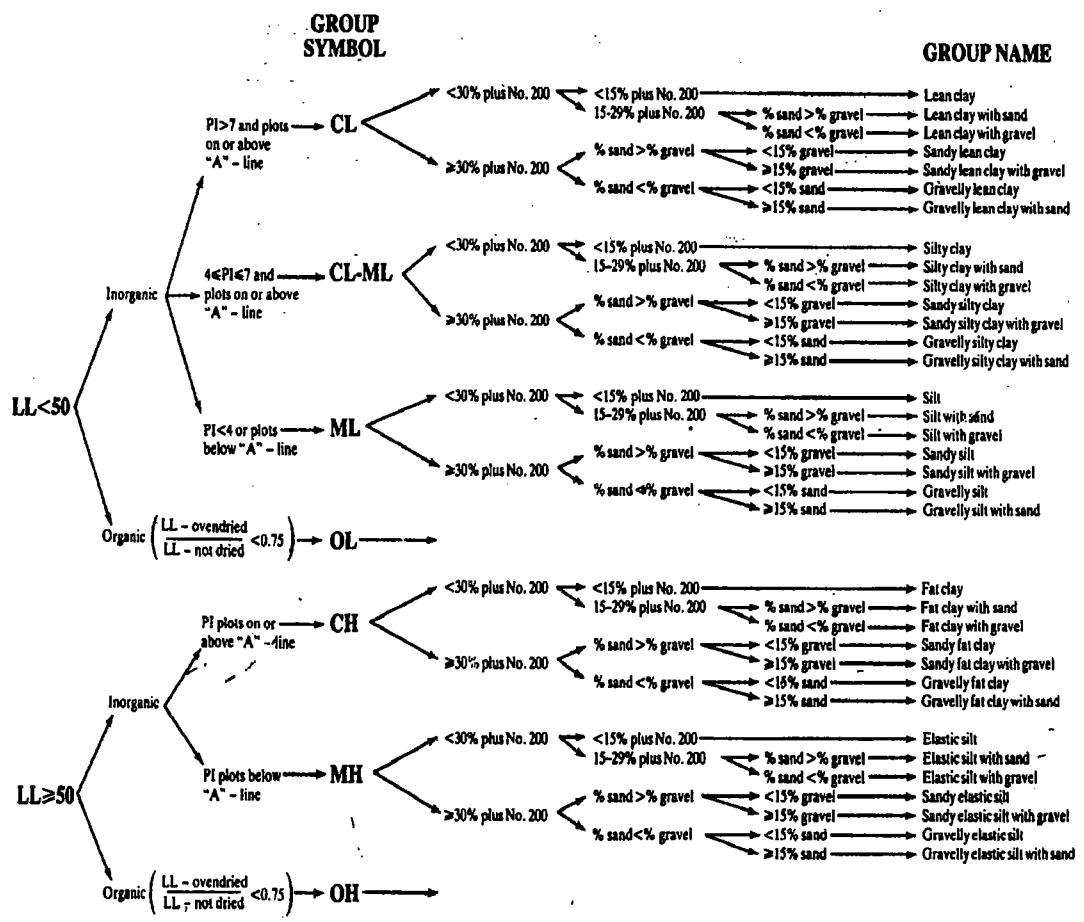 GROUP SYMBOL GROUP NAME
LL<50
Inorganic
PI>7 and plots on or above "A" – line CL
<30% plus No. 200 <15% plus No. 200 Lean clay
15-29% plus No. 200 % sand >% gravel Lean clay with sand
% sand <% gravel Lean clay with gravel
≥30% plus No. 200 % sand >% gravel <15% gravel Sandy lean clay
≥15% gravel Sandy lean clay with gravel
% sand <% gravel <15% sand Gravelly lean clay
≥15% sand Gravelly lean clay with sand
4≤PI≤7 and plots on or above "A" – line CL-ML
<30% plus No. 200 <15% plus No. 200 Silty clay
15–29% plus No. 200 % sand >% gravel Silty clay with sand
% sand <% gravel Silty clay with gravel
≥30% plus No. 200 % sand >% gravel <15% gravel Sandy silty clay
≥15% gravel Sandy silty clay with gravel
% sand <% gravel <15% sand Gravelly silty clay
≥15% sand Gravelly silty clay with sand
PI<4 or plots below "A" – line ML
<30% plus No. 200 <15% plus No. 200 Silt
15–29% plus No. 200 % sand >% gravel Silt with sand
% sand <% gravel Silt with gravel
≥30% plus No. 200 % sand >% gravel <15% gravel Sandy silt
≥15% gravel Sandy silt with gravel
% sand <% gravel <15% sand Gravelly silt
≥15% sand Gravelly silt with sand
Organic (LL – ovendried / LL – not dried <0.75) OL
LL≥50
Inorganic
PI plots on or above "A" –line CH
<30% plus No. 200 <15% plus No. 200 Fat clay
15–29% plus No. 200 % sand >% gravel Fat clay with sand
% sand <% gravel Fat clay with gravel
≥30% plus No. 200 % sand >% gravel <15% gravel Sandy fat clay
≥15% gravel Sandy fat clay with gravel
% sand <% gravel <15% sand Gravelly fat clay
≥15% sand Gravelly fat clay with sand
PI plots below "A" – line MH
<30% plus No. 200 <15% plus No. 200 Elastic silt
15–29% plus No. 200 % sand >% gravel Elastic silt with sand
% sand <% gravel Elastic silt with gravel
≥30% plus No. 200 % sand >% gravel <15% gravel Sandy elastic silt
≥15% gravel Sandy elastic silt with gravel
% sand<% gravel <15% sand Gravelly elastic silt
≥15% sand Gravelly elastic silt with sand
Organic (LL – ovendried / LL – not dried <0.75) OH